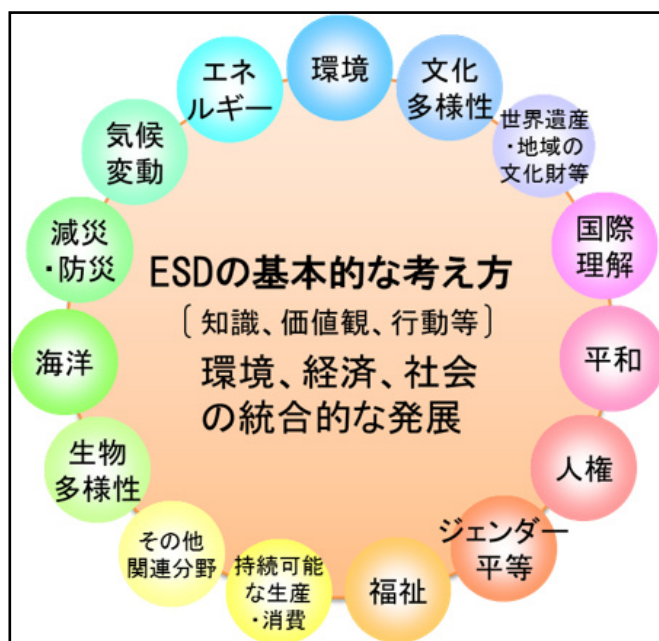 環境
文化
多様性
世界遺産
・地域の
文化財等
国際
理解
平和
人権
ジェンダー
平等
福祉
持続可能
な生産
・消費
その他
関連分野
生物
多様性
海洋
減災
・防災
気候
変動
エネ
ルギー
ESDの基本的な考え方
［知識、価値観、行動等］
環境、経済、社会
の統合的な発展